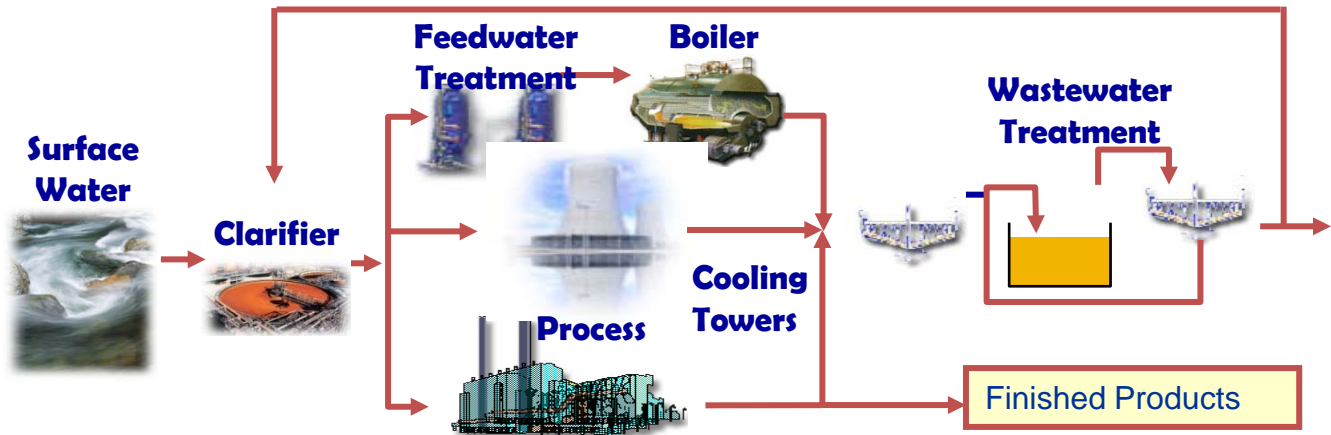 Feedwater
Treatment
Boiler
Wastewater
Treatment
Surface
Water
Clarifier
Cooling
Towers
Process
Finished Products